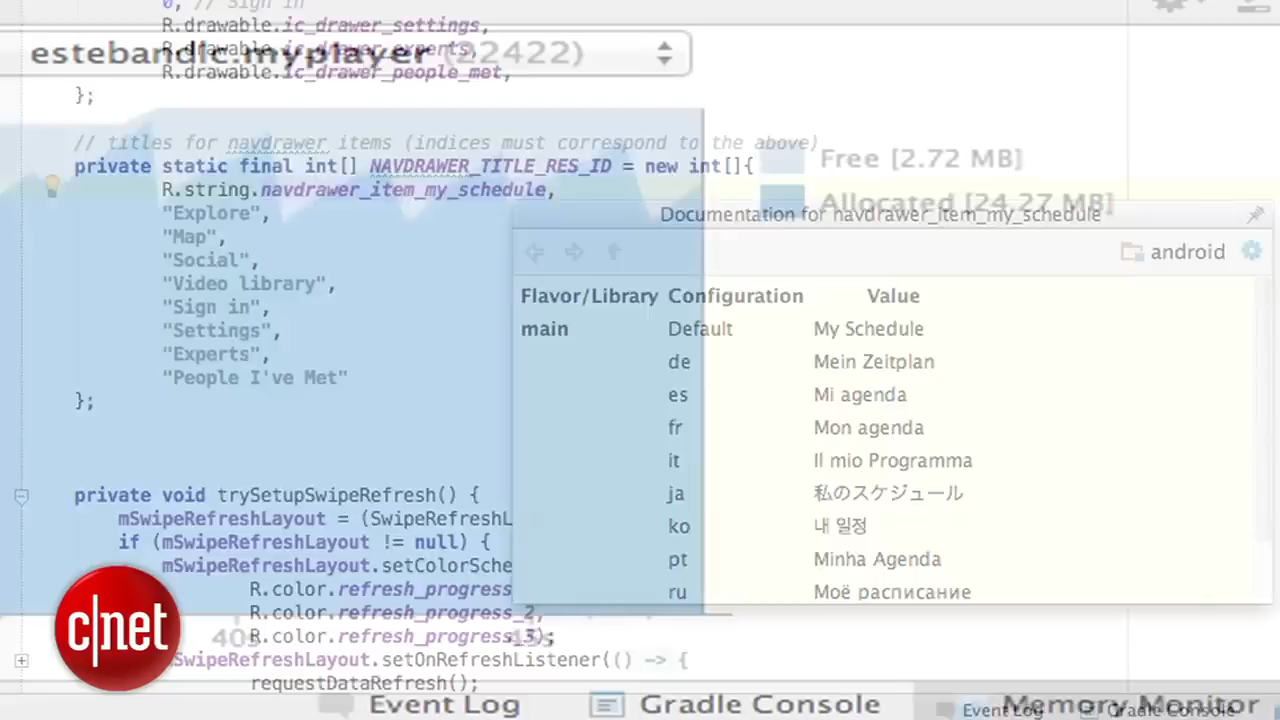 0, // Sign in
R.drawable.ic_drawer_settings,
estebandlc.myplayer (22422)
R.drawable.ic_drawer_experts,
R.drawable.ic_drawer_people_met,
};
// titles for navdrawer items (indices must correspond to the above)
private static final int[] NAVDRAWER_TITLE_RES_ID = new int[]{
Free [2.72 MB]
R.string.navdrawer_item_my_schedule,
Allocated [24.27 MB]
"Explore",
"Map",
"Social",
"Video library",
"Sign in",
"Settings",
"Experts",
"People I've Met"
};
Documentation for navdrawer_item_my_schedule
android
Flavor/Library Configuration Value
main Default My Schedule
de Mein Zeitplan
es Mi agenda
fr Mon agenda
it Il mio Programma
ja 私のスケジュール
ko 내 일정
pt Minha Agenda
ru Моё расписание
private void trySetupSwipeRefresh() {
mSwipeRefreshLayout = (SwipeRefreshL
if (mSwipeRefreshLayout != null) {
mSwipeRefreshLayout.setColorSche
R.color.refresh_progress
R.color.refresh_progress_2,
R.color.refresh_progress_3);
40s
mSwipeRefreshLayout.setOnRefreshListener(() -> {
requestDataRefresh();
c|net
Event Log Gradle Console Memory Monitor
Event Log Gradle Console